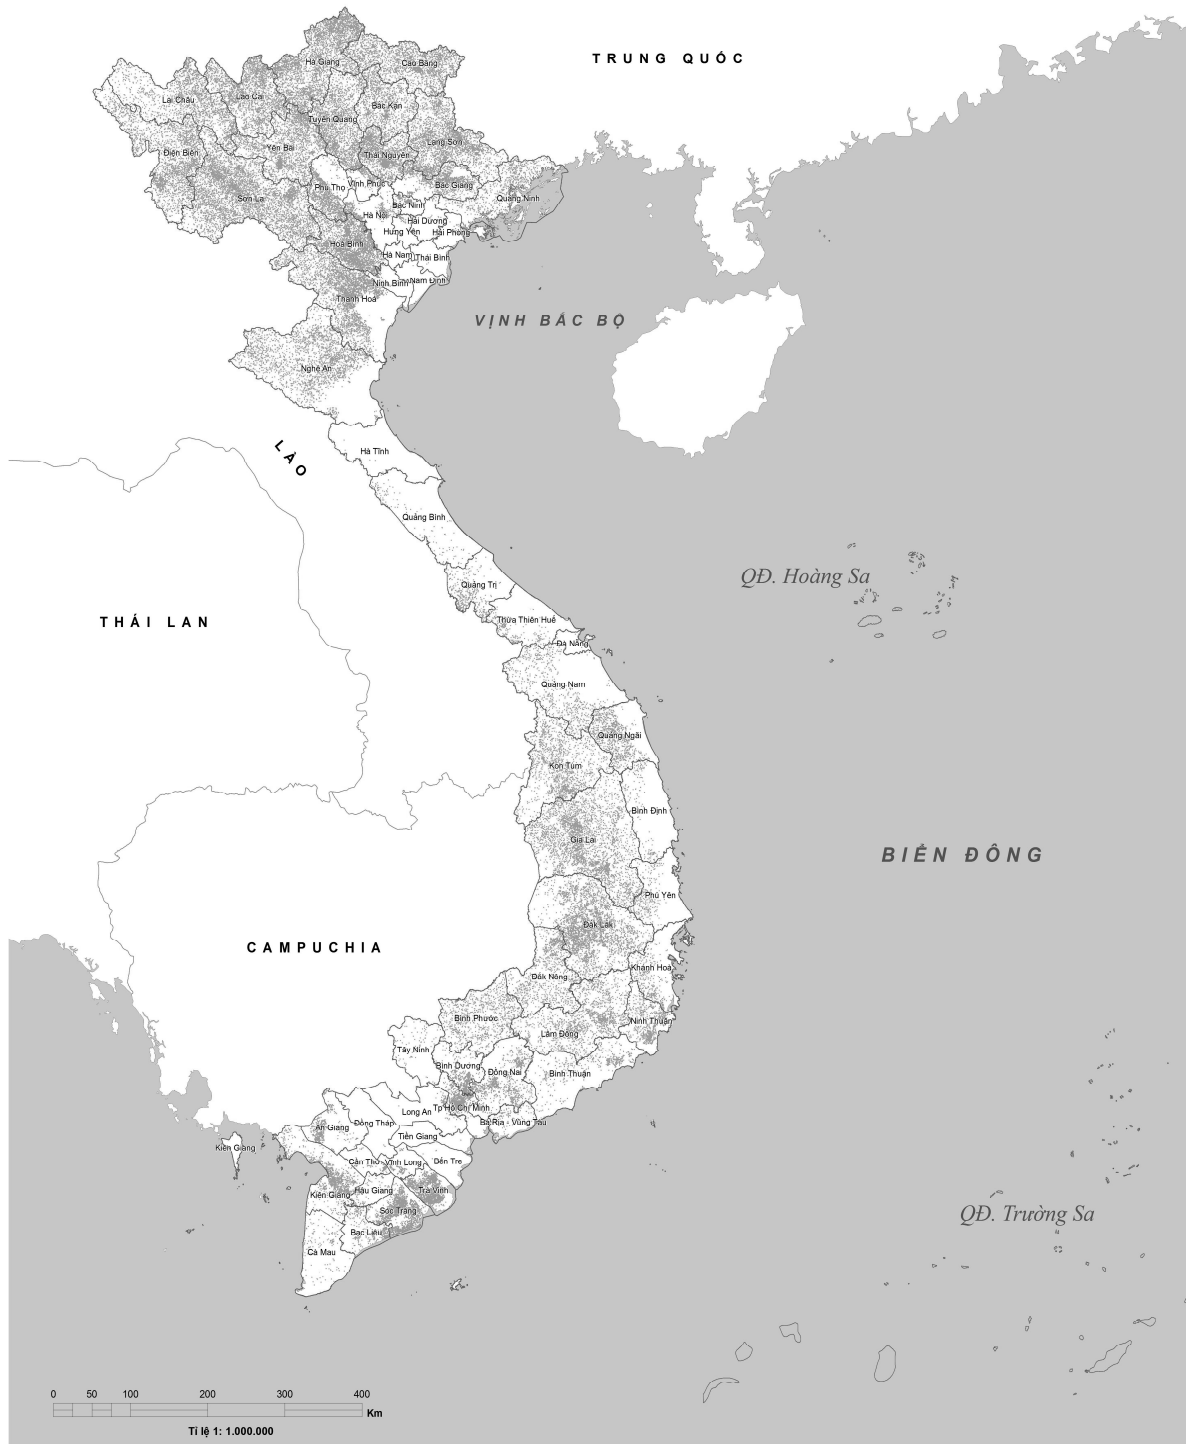 TRUNG QUỐC
Hà Giang
Cao Bằng
Lai Châu
Lào Cai
Bắc Kạn
Tuyên Quang
Lạng Sơn
Yên Bái
Điện Biên
Thái Nguyên
Phú Thọ
Vĩnh Phúc
Bắc Giang
Sơn La
Quảng Ninh
Bắc Ninh
Hà Nội
Hải Dương
Hưng Yên
Hải Phòng
Hoà Bình
Hà Nam
Thái Bình
Ninh Bình
Nam Định
Thanh Hoá
VỊNH BẮC BỘ
Nghệ An
LÀO
Hà Tĩnh
Quảng Bình
QĐ. Hoàng Sa
Quảng Trị
THÁI LAN
Thừa Thiên Huế
Đà Nẵng
Quảng Nam
Quảng Ngãi
Kon Tum
Bình Định
Gia Lai
BIỂN ĐÔNG
Phú Yên
Đắk Lắk
CAMPUCHIA
Khánh Hoà
Đắk Nông
Bình Phước
Ninh Thuận
Lâm Đồng
Tây Ninh
Bình Dương
Đồng Nai
Bình Thuận
Tp Hồ Chí Minh
Long An
Bà Rịa - Vũng Tàu
Đồng Tháp
An Giang
Tiền Giang
Kiên Giang
Cần Thơ
Vĩnh Long
Bến Tre
Hậu Giang
Trà Vinh
Kiên Giang
Sóc Trăng
QĐ. Trường Sa
Bạc Liêu
Cà Mau
0 50 100 200 300 400
Km
Tỉ lệ 1: 1.000.000